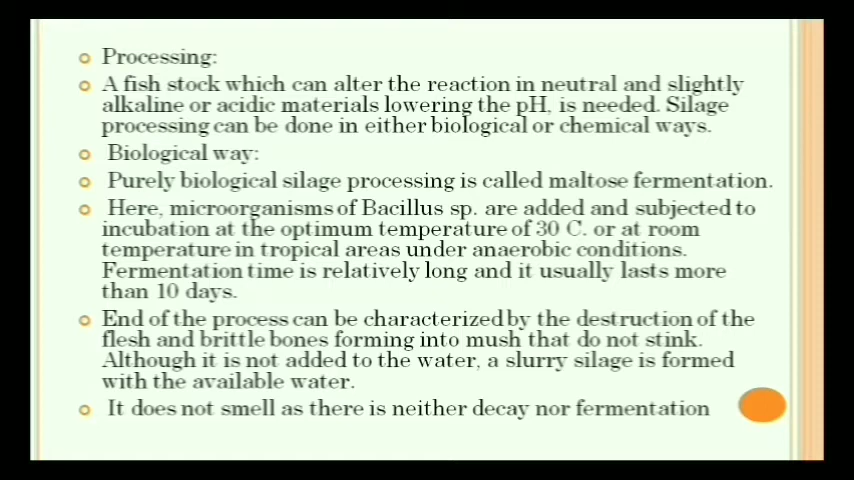 Processing:
A fish stock which can alter the reaction in neutral and slightly
alkaline or acidic materials lowering the pH, is needed. Silage
processing can be done in either biological or chemical ways.
Biological way:
Purely biological silage processing is called maltose fermentation.
Here, microorganisms of Bacillus sp. are added and subjected to
incubation at the optimum temperature of 30 C. or at room
temperature in tropical areas under anaerobic conditions.
Fermentation time is relatively long and it usually lasts more
than 10 days.
End of the process can be characterized by the destruction of the
flesh and brittle bones forming into mush that do not stink.
Although it is not added to the water, a slurry silage is formed
with the available water.
It does not smell as there is neither decay nor fermentation